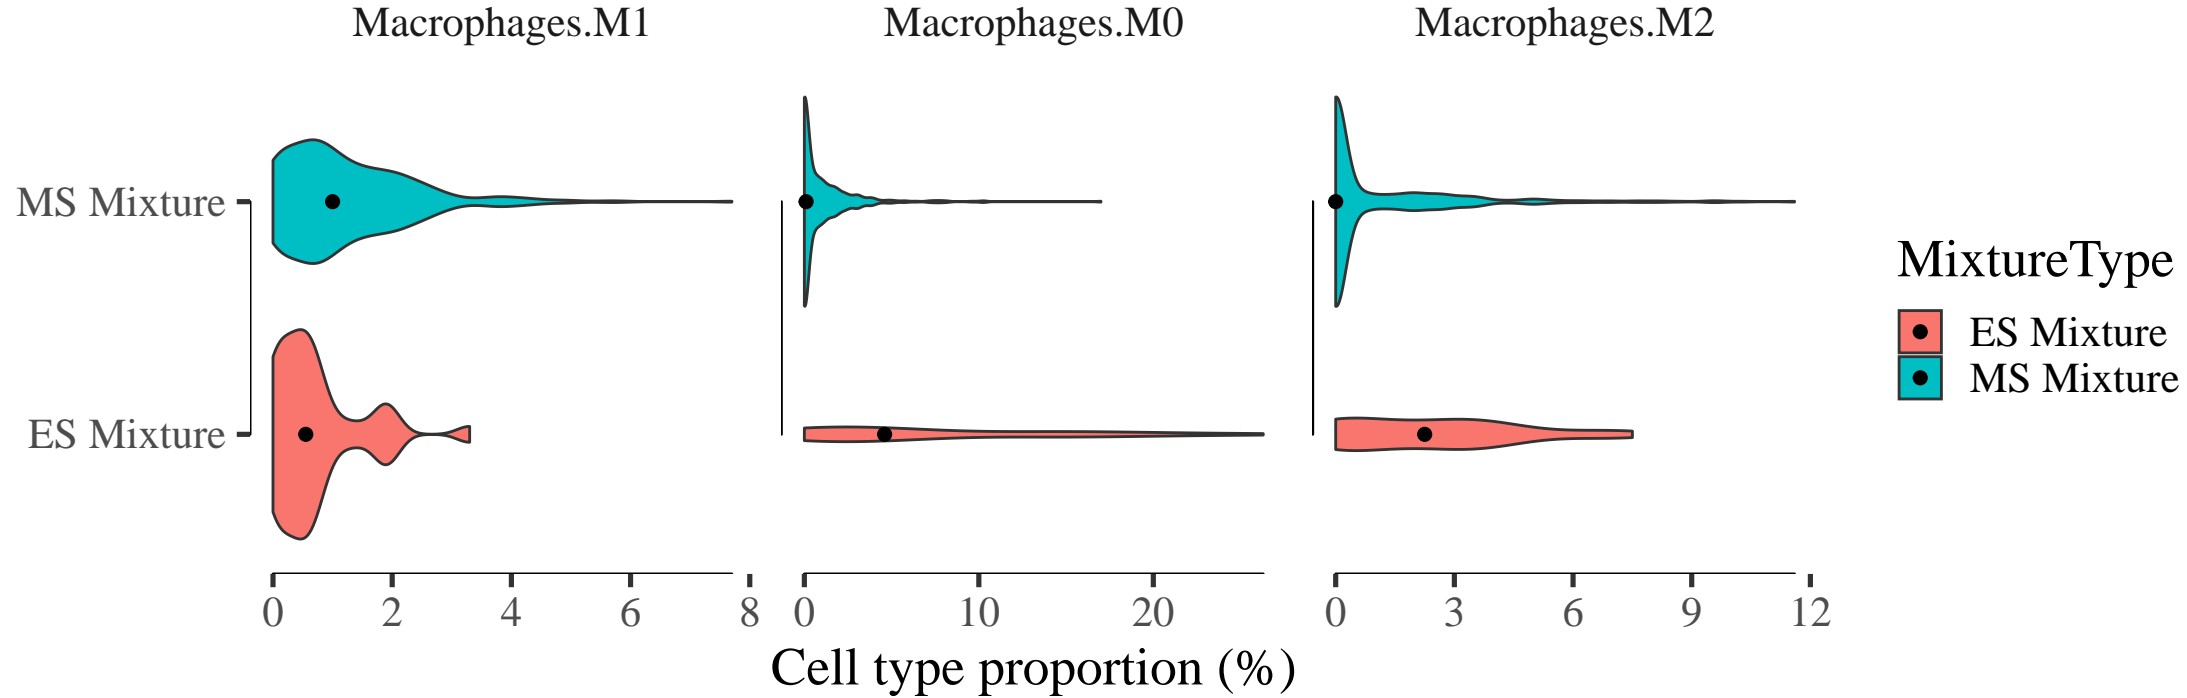 Macrophages.M1 Macrophages.M0 Macrophages.M2
MS Mixture
ES Mixture
0 2 4 6 8 0 10 20 0 3 6 9 12
Cell type proportion (%)
MixtureType
ES Mixture
MS Mixture